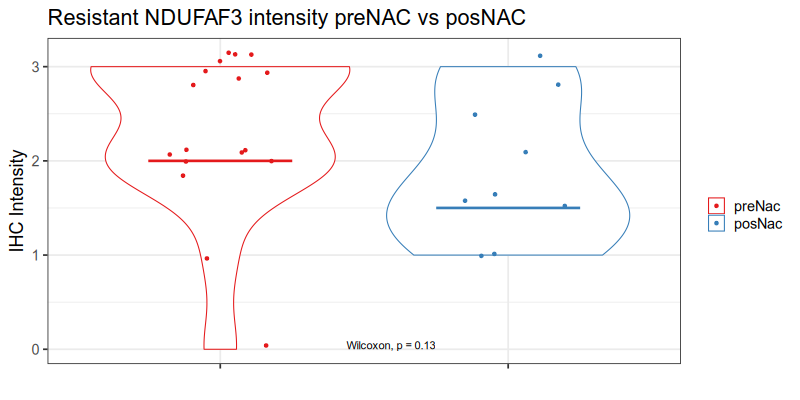 Resistant NDUFAF3 intensity preNAC vs posNAC
IHC Intensity
3
2
1
0
Wilcoxon, p = 0.13
preNac
posNac